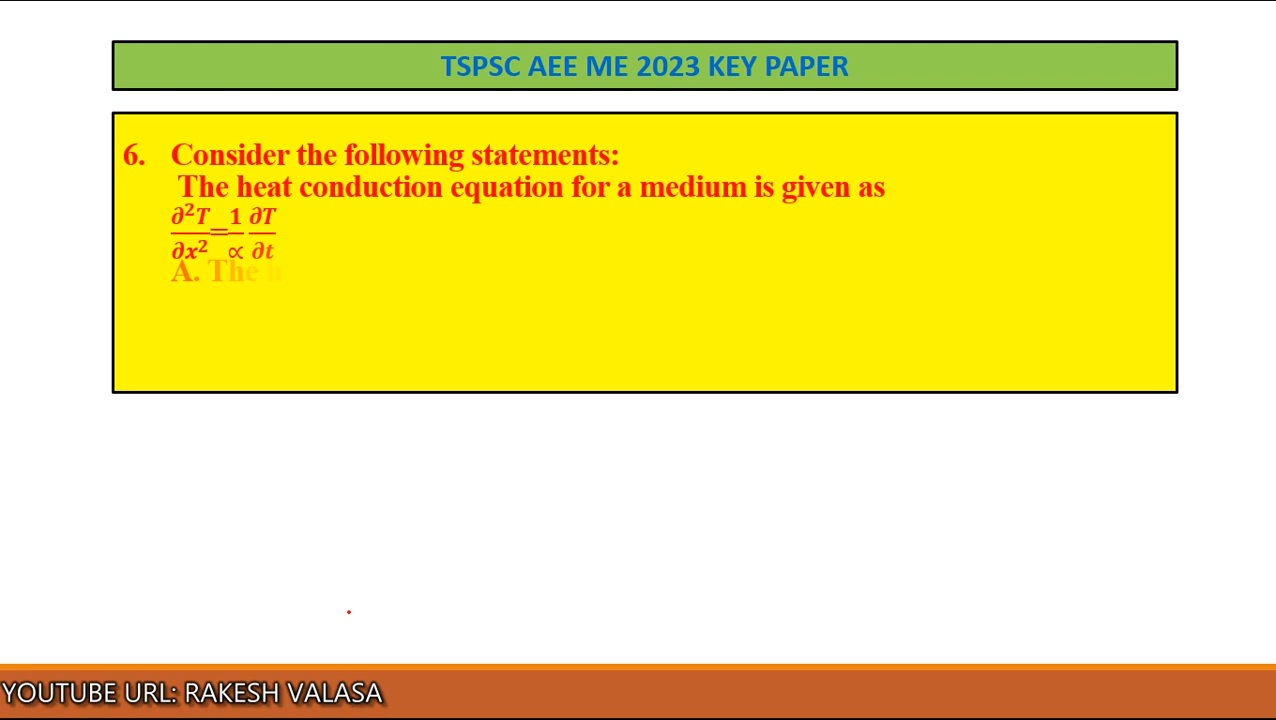 TSPSC AEE ME 2023 KEY PAPER
6. Consider the following statements:
The heat conduction equation for a medium is given as
∂²T/∂x² = 1/∝ ∂T/∂t
A. The
YOUTUBE URL: RAKESH VALASA